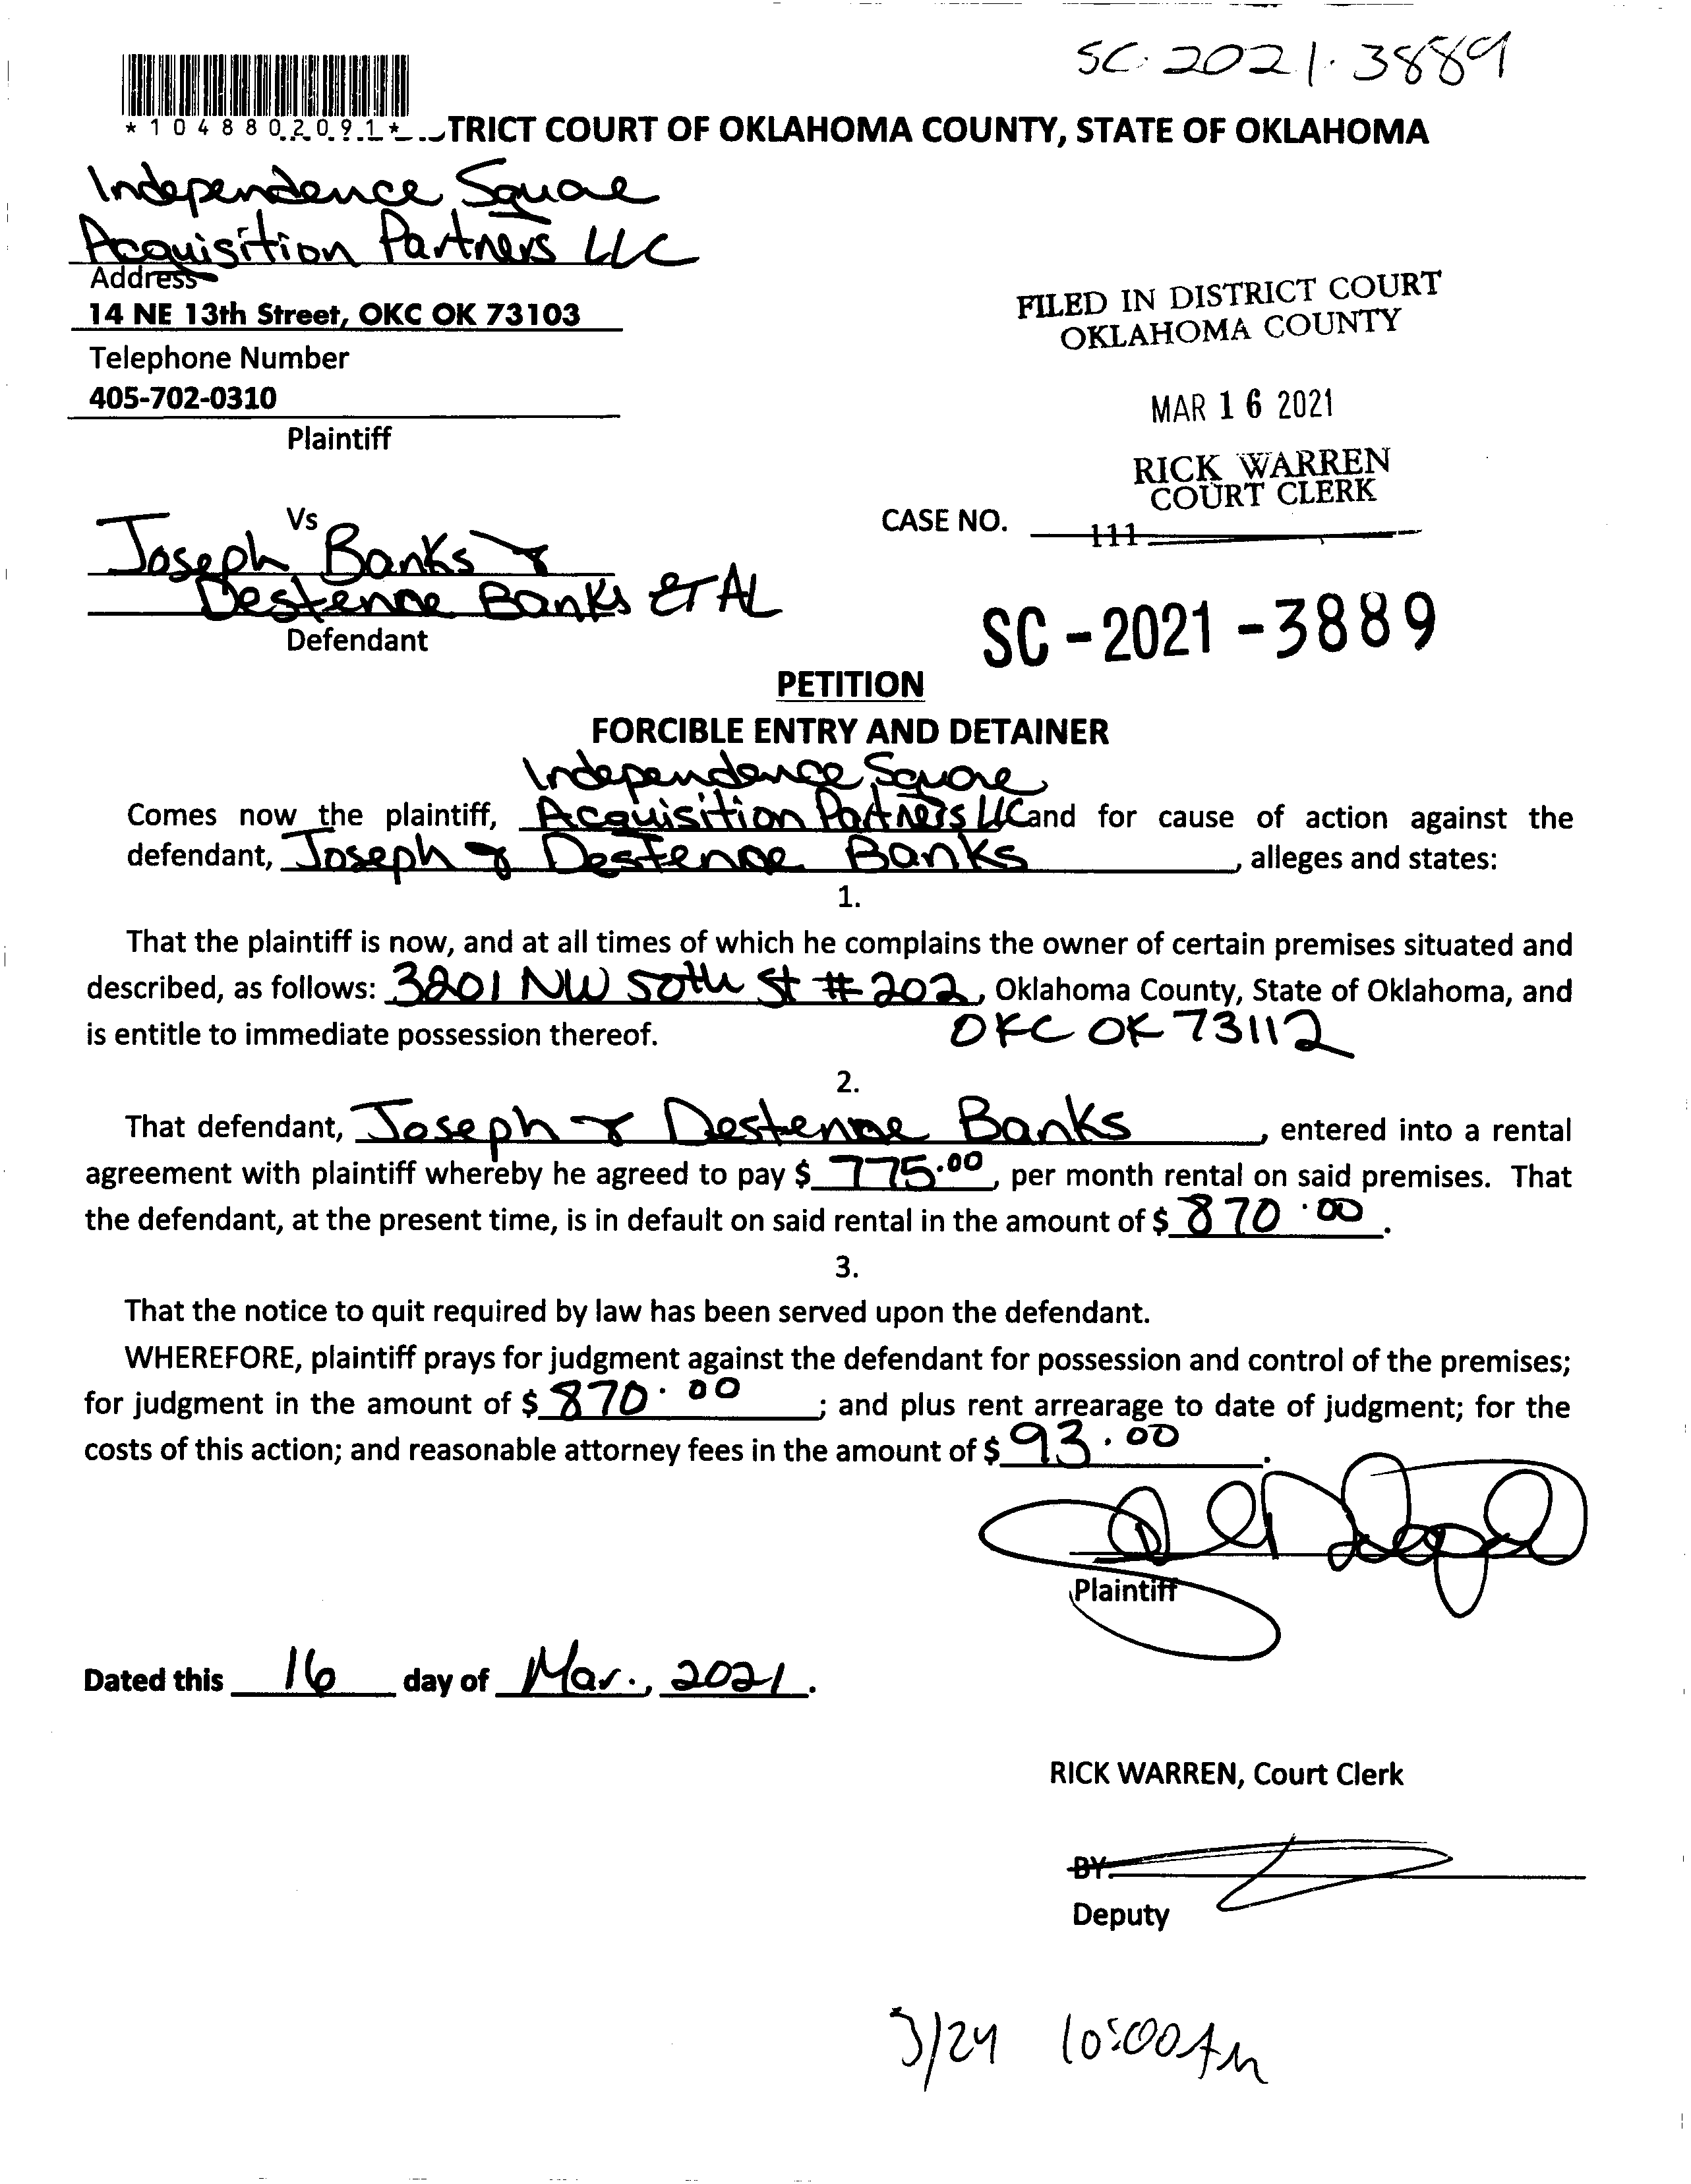 SC-2021-3889
*1048802091*
TRICT COURT OF OKLAHOMA COUNTY, STATE OF OKLAHOMA
Independence Square
Acquisition Partners LLC
Address
14 NE 13th Street, OKC OK 73103
Telephone Number
405-702-0310
Plaintiff
FILED IN DISTRICT COURT
OKLAHOMA COUNTY
MAR 16 2021
RICK WARREN
COURT CLERK
Vs
CASE NO.
111
Joseph Banks &
Banks ET AL
Defendant
SC-2021-3889
PETITION
FORCIBLE ENTRY AND DETAINER
Independence Square
Comes now the plaintiff, Acquisition Partners LLC and for cause of action against the
defendant, Joseph & Banks, alleges and states:
1.
That the plaintiff is now, and at all times of which he complains the owner of certain premises situated and
described, as follows: 3201 NW 50th St # 202, Oklahoma County, State of Oklahoma, and
is entitle to immediate possession thereof. OKC OK 73112
2.
That defendant, Joseph & Banks, entered into a rental
agreement with plaintiff whereby he agreed to pay $ 775.00, per month rental on said premises. That
the defendant, at the present time, is in default on said rental in the amount of $ 870.00.
3.
That the notice to quit required by law has been served upon the defendant.
WHEREFORE, plaintiff prays for judgment against the defendant for possession and control of the premises;
for judgment in the amount of $ 870.00; and plus rent arrearage to date of judgment; for the
costs of this action; and reasonable attorney fees in the amount of $ 93.00.
Plaintiff
Dated this 16 day of Mar., 2021.
RICK WARREN, Court Clerk
BY
Deputy
3/24 10:00 Am